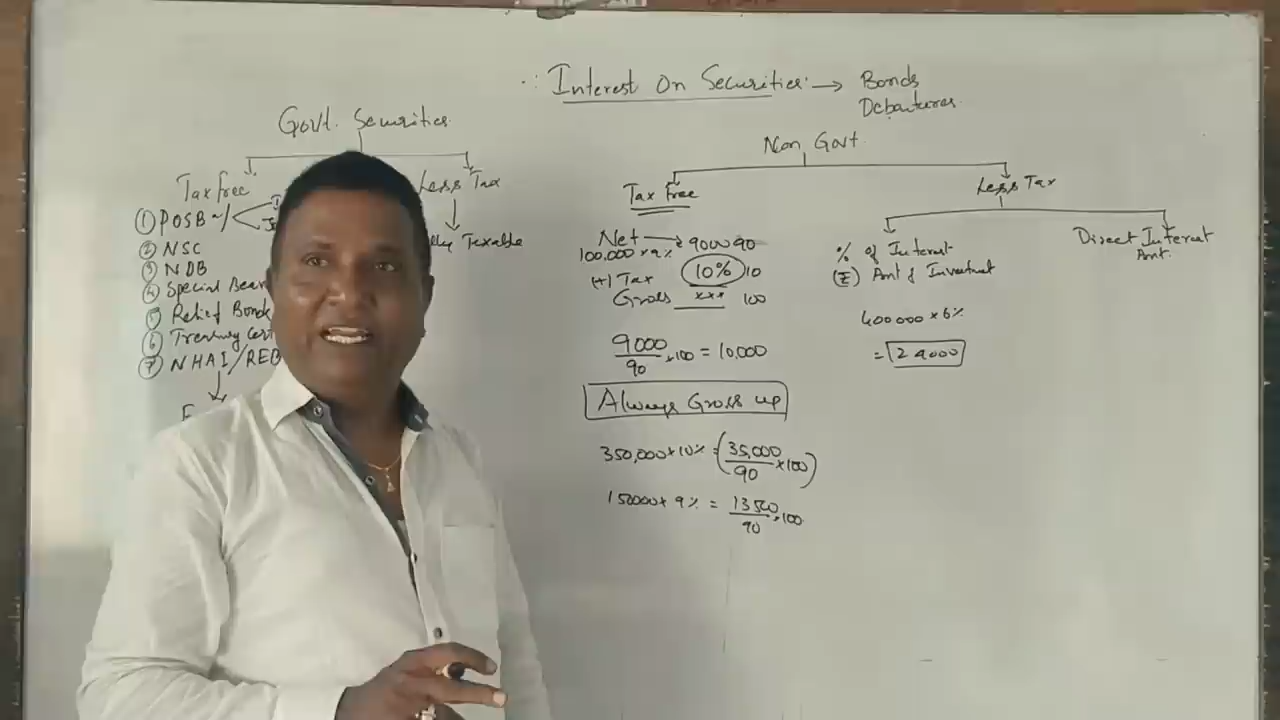 ∴ Interest On Securities: → Bonds
Debentures
Govt. Securities
Tax free
Less Tax
① POSB
② NSC
③ NDB
④ Special Bear
⑤ Relief Bonds
⑥ Treasury Cert
⑦ NHAI/REB
Taxable
Non Govt.
Tax Free
Net → ₹ 9000 90
100,000 x 9%
(+) Tax 10% 10
Gross xxx 100
9000/90 x 100 = 10,000
Always Gross up
350,000 x 10% = (35,000/90 x 100)
150000 x 9% = 13500/90 x 100
Less Tax
% of Interest
(₹) Amt of Investment
400000 x 6%
= 24000
Direct Interest
Amt.